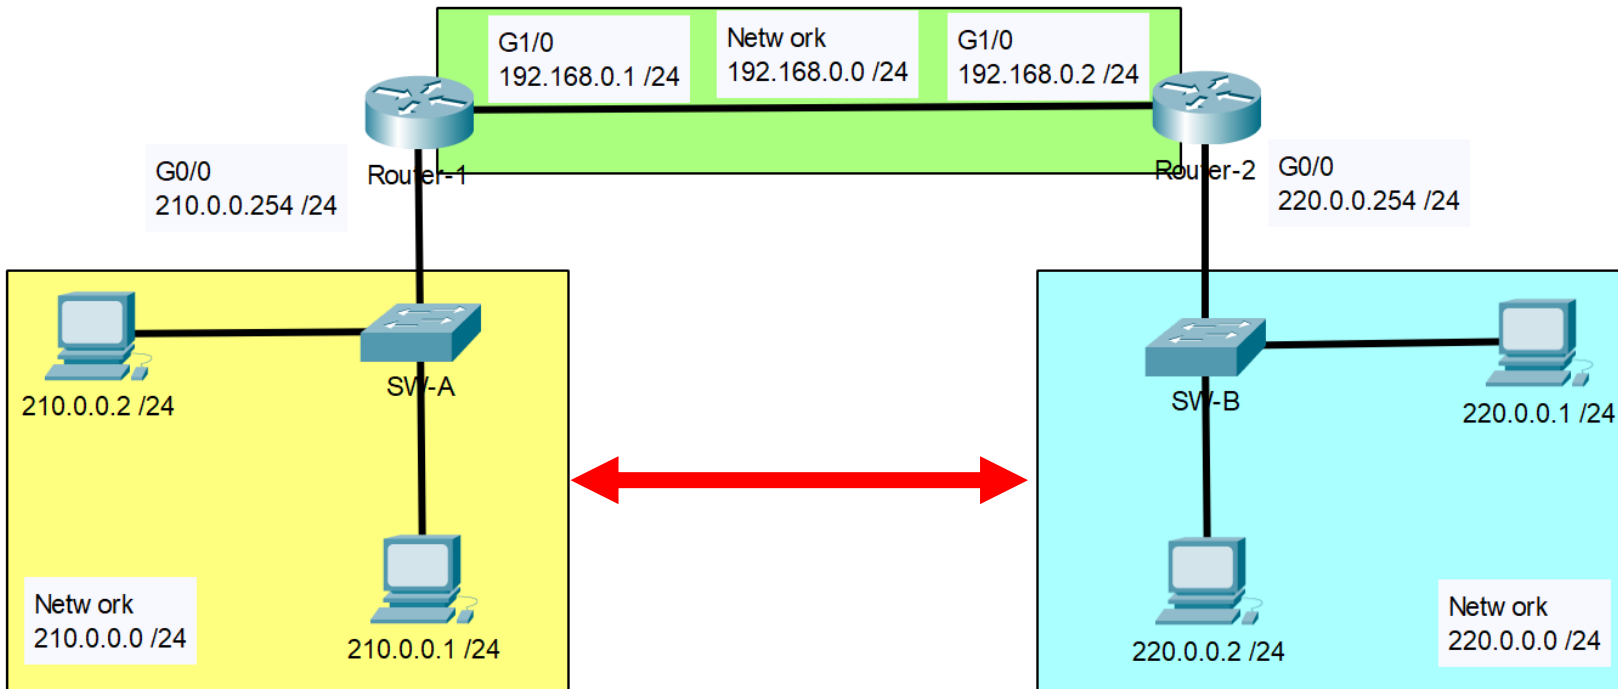 G1/0
192.168.0.1 /24
Netw ork
192.168.0.0 /24
G1/0
192.168.0.2 /24
Router-1
Router-2
G0/0
210.0.0.254 /24
G0/0
220.0.0.254 /24
SW-A
210.0.0.2 /24
SW-B
220.0.0.1 /24
Netw ork
210.0.0.0 /24
210.0.0.1 /24
220.0.0.2 /24
Netw ork
220.0.0.0 /24